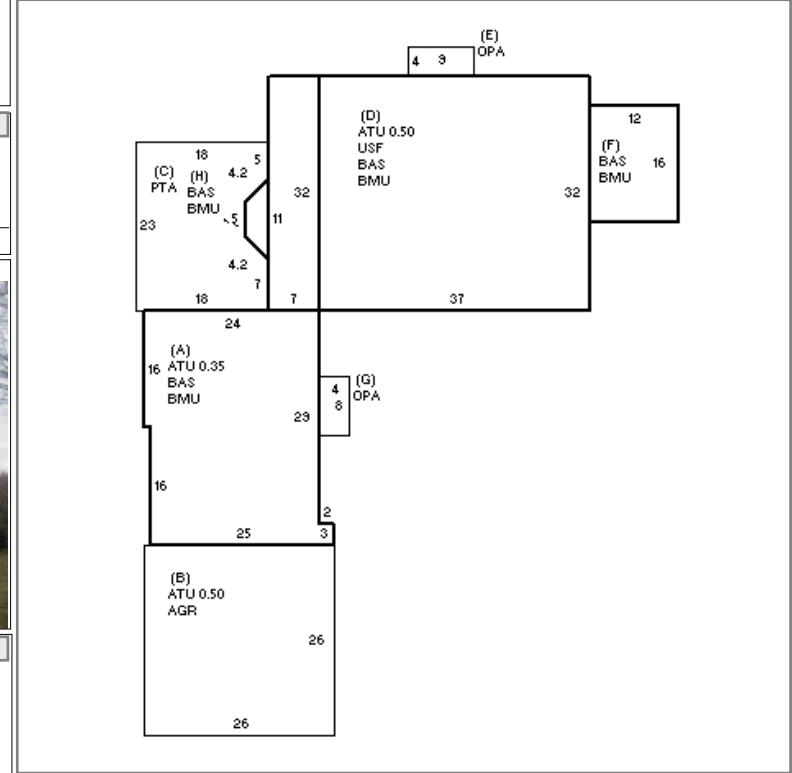 (E)
OPA
4 9
(D)
ATU 0.50
USF
BAS
BMU
12
(F)
BAS
BMU
16
18
5
(C)
PTA
4.2
(H)
BAS
BMU
32
32
5
11
23
4.2
7
18
7
37
24
(A)
ATU 0.35
BAS
BMU
16
(G)
OPA
4
8
29
16
2
25
3
(B)
ATU 0.50
AGR
26
26